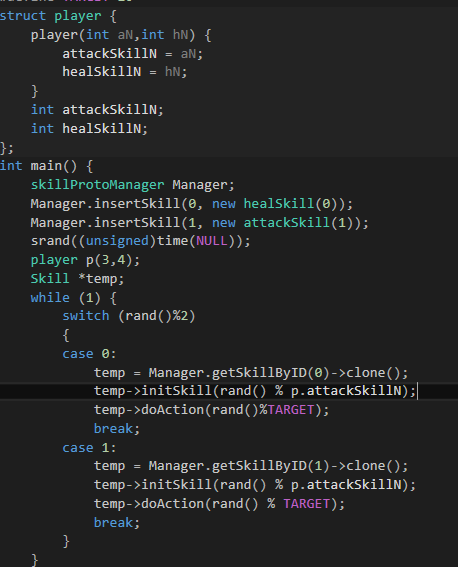 struct player {
    player(int aN,int hN) {
        attackSkillN = aN;
        healSkillN = hN;
    }
    int attackSkillN;
    int healSkillN;
};
int main() {
    skillProtoManager Manager;
    Manager.insertSkill(0, new healSkill(0));
    Manager.insertSkill(1, new attackSkill(1));
    srand((unsigned)time(NULL));
    player p(3,4);
    Skill *temp;
    while (1) {
        switch (rand()%2)
        {
        case 0:
            temp = Manager.getSkillByID(0)->clone();
            temp->initSkill(rand() % p.attackSkillN);
            temp->doAction(rand()%TARGET);
            break;
        case 1:
            temp = Manager.getSkillByID(1)->clone();
            temp->initSkill(rand() % p.attackSkillN);
            temp->doAction(rand() % TARGET);
            break;
        }
    }